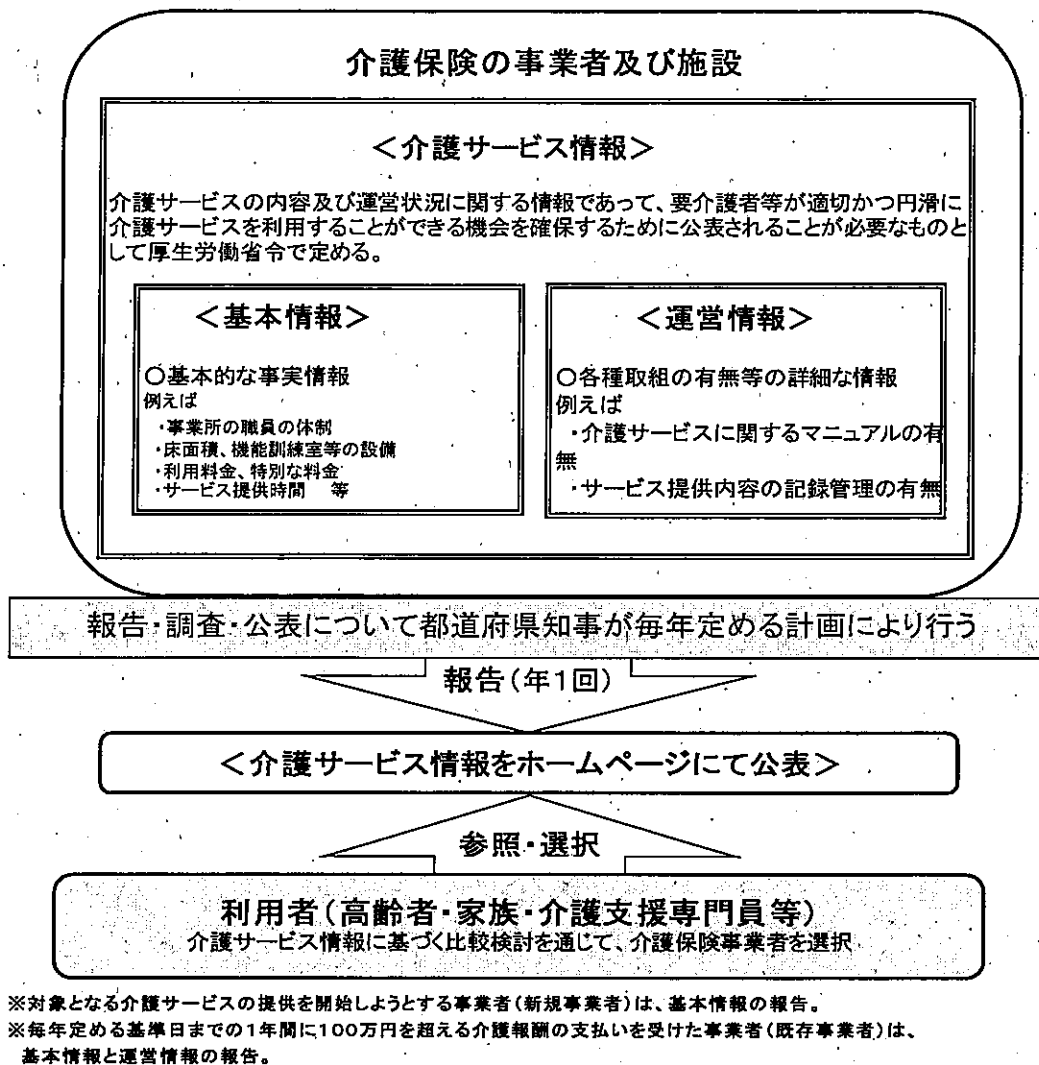 介護保険の事業者及び施設
＜介護サービス情報＞
介護サービスの内容及び運営状況に関する情報であって、要介護者等が適切かつ円滑に
介護サービスを利用することができる機会を確保するために公表されることが必要なものと
して厚生労働省令で定める。
＜基本情報＞
〇基本的な事実情報
例えば
・事業所の職員の体制
・床面積、機能訓練室等の設備
・利用料金、特別な料金
・サービス提供時間　等
＜運営情報＞
〇各種取組の有無等の詳細な情報
例えば
・介護サービスに関するマニュアルの有
無
・サービス提供内容の記録管理の有無
報告・調査・公表について都道府県知事が毎年定める計画により行う
報告（年1回）
＜介護サービス情報をホームページにて公表＞
参照・選択
利用者（高齢者・家族・介護支援専門員等）
介護サービス情報に基づく比較検討を通じて、介護保険事業者を選択
※対象となる介護サービスの提供を開始しようとする事業者（新規事業者）は、基本情報の報告。
※毎年定める基準日までの1年間に100万円を超える介護報酬の支払いを受けた事業者（既存事業者）は、
基本情報と運営情報の報告。